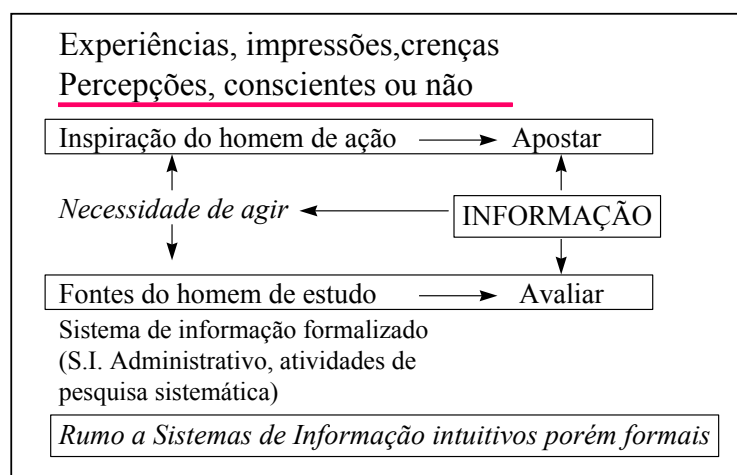 Experiências, impressões,crenças
Percepções, conscientes ou não
Inspiração do homem de ação Apostar
Necessidade de agir INFORMAÇÃO
Fontes do homem de estudo Avaliar
Sistema de informação formalizado
(S.I. Administrativo, atividades de
pesquisa sistemática)
Rumo a Sistemas de Informação intuitivos porém formais